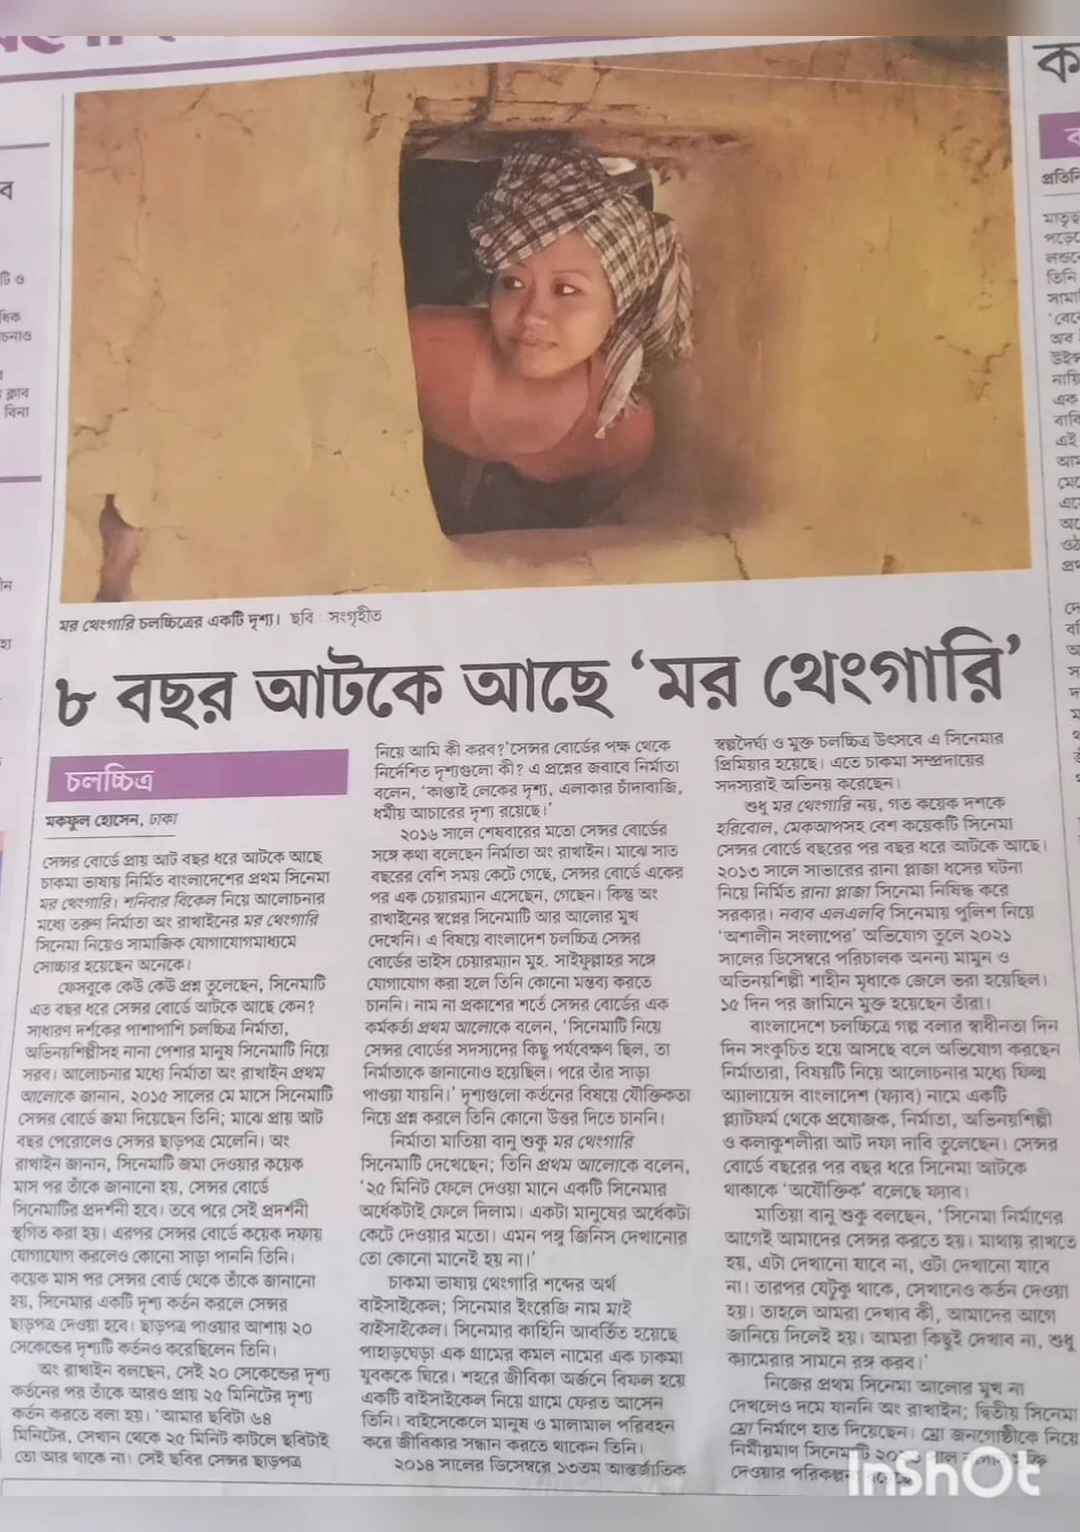 মর থেংগারি চলচ্চিত্রের একটি দৃশ্য। ছবি : সংগৃহীত
৮ বছর আটকে আছে ‘মর থেংগারি’
চলচ্চিত্র
মকফুল হোসেন, ঢাকা
সেন্সর বোর্ডে প্রায় আট বছর ধরে আটকে আছে
চাকমা ভাষায় নির্মিত বাংলাদেশের প্রথম সিনেমা
মর থেংগারি। শনিবার বিকেল নিয়ে আলোচনার
মধ্যে তরুণ নির্মাতা অং রাখাইনের মর থেংগারি
সিনেমা নিয়েও সামাজিক যোগাযোগমাধ্যমে
সোচ্চার হয়েছেন অনেকে।
ফেসবুকে কেউ কেউ প্রশ্ন তুলেছেন, সিনেমাটি
এত বছর ধরে সেন্সর বোর্ডে আটকে আছে কেন?
সাধারণ দর্শকের পাশাপাশি চলচ্চিত্র নির্মাতা,
অভিনয়শিল্পীসহ নানা পেশার মানুষ সিনেমাটি নিয়ে
সরব। আলোচনার মধ্যে নির্মাতা অং রাখাইন প্রথম
আলোকে জানান, ২০১৫ সালের মে মাসে সিনেমাটি
সেন্সর বোর্ডে জমা দিয়েছেন তিনি; মাঝে প্রায় আট
বছর পেরোলেও সেন্সর ছাড়পত্র মেলেনি। অং
রাখাইন জানান, সিনেমাটি জমা দেওয়ার কয়েক
মাস পর তাঁকে জানানো হয়, সেন্সর বোর্ডে
সিনেমাটির প্রদর্শনী হবে। তবে পরে সেই প্রদর্শনী
স্থগিত করা হয়। এরপর সেন্সর বোর্ডে কয়েক দফায়
যোগাযোগ করলেও কোনো সাড়া পাননি তিনি।
কয়েক মাস পর সেন্সর বোর্ড থেকে তাঁকে জানানো
হয়, সিনেমার একটি দৃশ্য কর্তন করলে সেন্সর
ছাড়পত্র দেওয়া হবে। ছাড়পত্র পাওয়ার আশায় ২০
সেকেন্ডের দৃশ্যটি কর্তনও করেছিলেন তিনি।
অং রাখাইন বলছেন, সেই ২০ সেকেন্ডের দৃশ্য
কর্তনের পর তাঁকে আরও প্রায় ২৫ মিনিটের দৃশ্য
কর্তন করতে বলা হয়। ‘আমার ছবিটা ৬৪
মিনিটের, সেখান থেকে ২৫ মিনিট কাটলে ছবিটাই
তো আর থাকে না। সেই ছবির সেন্সর ছাড়পত্র
নিয়ে আমি কী করব?’ সেন্সর বোর্ডের পক্ষ থেকে
নির্দেশিত দৃশ্যগুলো কী? এ প্রশ্নের জবাবে নির্মাতা
বলেন, ‘কাপ্তাই লেকের দৃশ্য, এলাকার চাঁদাবাজি,
ধর্মীয় আচারের দৃশ্য রয়েছে।’
২০১৬ সালে শেষবারের মতো সেন্সর বোর্ডের
সঙ্গে কথা বলেছেন নির্মাতা অং রাখাইন। মাঝে সাত
বছরের বেশি সময় কেটে গেছে, সেন্সর বোর্ডে একের
পর এক চেয়ারম্যান এসেছেন, গেছেন। কিন্তু অং
রাখাইনের স্বপ্নের সিনেমাটি আর আলোর মুখ
দেখেনি। এ বিষয়ে বাংলাদেশ চলচ্চিত্র সেন্সর
বোর্ডের ভাইস চেয়ারম্যান মুহ. সাইফুল্লাহর সঙ্গে
যোগাযোগ করা হলে তিনি কোনো মন্তব্য করতে
চাননি। নাম না প্রকাশের শর্তে সেন্সর বোর্ডের এক
কর্মকর্তা প্রথম আলোকে বলেন, ‘সিনেমাটি নিয়ে
সেন্সর বোর্ডের সদস্যদের কিছু পর্যবেক্ষণ ছিল, তা
নির্মাতাকে জানানোও হয়েছিল। পরে তাঁর সাড়া
পাওয়া যায়নি।’ দৃশ্যগুলো কর্তনের বিষয়ে যৌক্তিকতা
নিয়ে প্রশ্ন করলে তিনি কোনো উত্তর দিতে চাননি।
নির্মাতা মাতিয়া বানু শুকু মর থেংগারি
সিনেমাটি দেখেছেন; তিনি প্রথম আলোকে বলেন,
‘২৫ মিনিট ফেলে দেওয়া মানে একটি সিনেমার
অর্ধেকটাই ফেলে দিলাম। একটা মানুষের অর্ধেকটা
কেটে দেওয়ার মতো। এমন পঙ্গু জিনিস দেখানোর
তো কোনো মানেই হয় না।’
চাকমা ভাষায় থেংগারি শব্দের অর্থ
বাইসাইকেল; সিনেমার ইংরেজি নাম মাই
বাইসাইকেল। সিনেমার কাহিনি আবর্তিত হয়েছে
পাহাড়ঘেড়া এক গ্রামের কমল নামের এক চাকমা
যুবককে ঘিরে। শহরে জীবিকা অর্জনে বিফল হয়ে
একটি বাইসাইকেল নিয়ে গ্রামে ফেরত আসেন
তিনি। বাইসেকেলে মানুষ ও মালামাল পরিবহন
করে জীবিকার সন্ধান করতে থাকেন তিনি।
২০১৪ সালের ডিসেম্বরে ১৩তম আন্তর্জাতিক
স্বল্পদৈর্ঘ্য ও মুক্ত চলচ্চিত্র উৎসবে এ সিনেমার
প্রিমিয়ার হয়েছে। এতে চাকমা সম্প্রদায়ের
সদস্যরাই অভিনয় করেছেন।
শুধু মর থেংগারি নয়, গত কয়েক দশকে
হরিবোল, মেকআপসহ বেশ কয়েকটি সিনেমা
সেন্সর বোর্ডে বছরের পর বছর ধরে আটকে আছে।
২০১৩ সালে সাভারের রানা প্লাজা ধসের ঘটনা
নিয়ে নির্মিত রানা প্লাজা সিনেমা নিষিদ্ধ করে
সরকার। নবাব এলএলবি সিনেমায় পুলিশ নিয়ে
‘অশালীন সংলাপের’ অভিযোগ তুলে ২০২১
সালের ডিসেম্বরে পরিচালক অনন্য মামুন ও
অভিনয়শিল্পী শাহীন মৃধাকে জেলে ভরা হয়েছিল।
১৫ দিন পর জামিনে মুক্ত হয়েছেন তাঁরা।
বাংলাদেশে চলচ্চিত্রে গল্প বলার স্বাধীনতা দিন
দিন সংকুচিত হয়ে আসছে বলে অভিযোগ করছেন
নির্মাতারা, বিষয়টি নিয়ে আলোচনার মধ্যে ফিল্ম
অ্যালায়েন্স বাংলাদেশ (ফ্যাব) নামে একটি
প্ল্যাটফর্ম থেকে প্রযোজক, নির্মাতা, অভিনয়শিল্পী
ও কলাকুশলীরা আট দফা দাবি তুলেছেন। সেন্সর
বোর্ডে বছরের পর বছর ধরে সিনেমা আটকে
থাকাকে ‘অযৌক্তিক’ বলেছে ফ্যাব।
মাতিয়া বানু শুকু বলছেন, ‘সিনেমা নির্মাণের
আগেই আমাদের সেন্সর করতে হয়। মাথায় রাখতে
হয়, এটা দেখানো যাবে না, ওটা দেখানো যাবে
না। তারপর যেটুকু থাকে, সেখানেও কর্তন দেওয়া
হয়। তাহলে আমরা দেখাব কী, আমাদের আগে
জানিয়ে দিলেই হয়। আমরা কিছুই দেখাব না, শুধু
ক্যামেরার সামনে রঙ্গ করব।’
নিজের প্রথম সিনেমা আলোর মুখ না
দেখলেও দমে যাননি অং রাখাইন; দ্বিতীয় সিনেমা
ম্রো নির্মাণে হাত দিয়েছেন। ম্রো জনগোষ্ঠীকে নিয়ে
নির্মীয়মাণ সিনেমাটি
দেওয়ার
InShOt